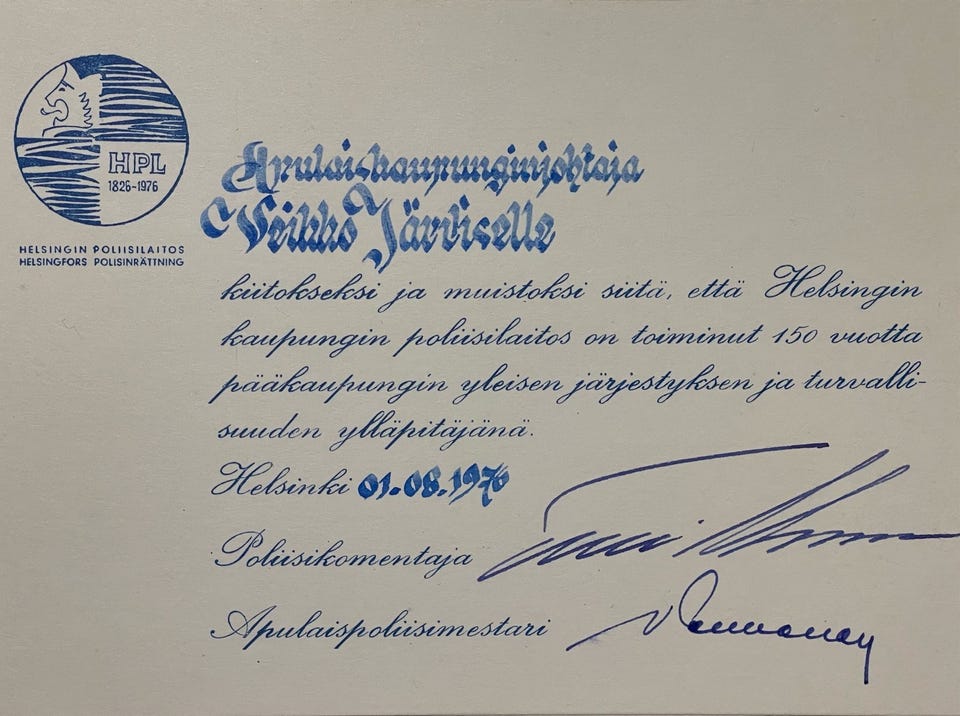 HPL
1826-1976
HELSINGIN POLIISILAITOS
HELSINGFORS POLISINRÄTTNING
Apulaiskaupunginjohtaja
Veikko Järviselle
kiitokseksi ja muistoksi siitä, että Helsingin
kaupungin poliisilaitos on toiminut 150 vuotta
pääkaupungin yleisen järjestyksen ja turvalli-
suuden ylläpitäjänä.
Helsinki 01.08.1976
Poliisikomentaja
Apulaispoliisimestari